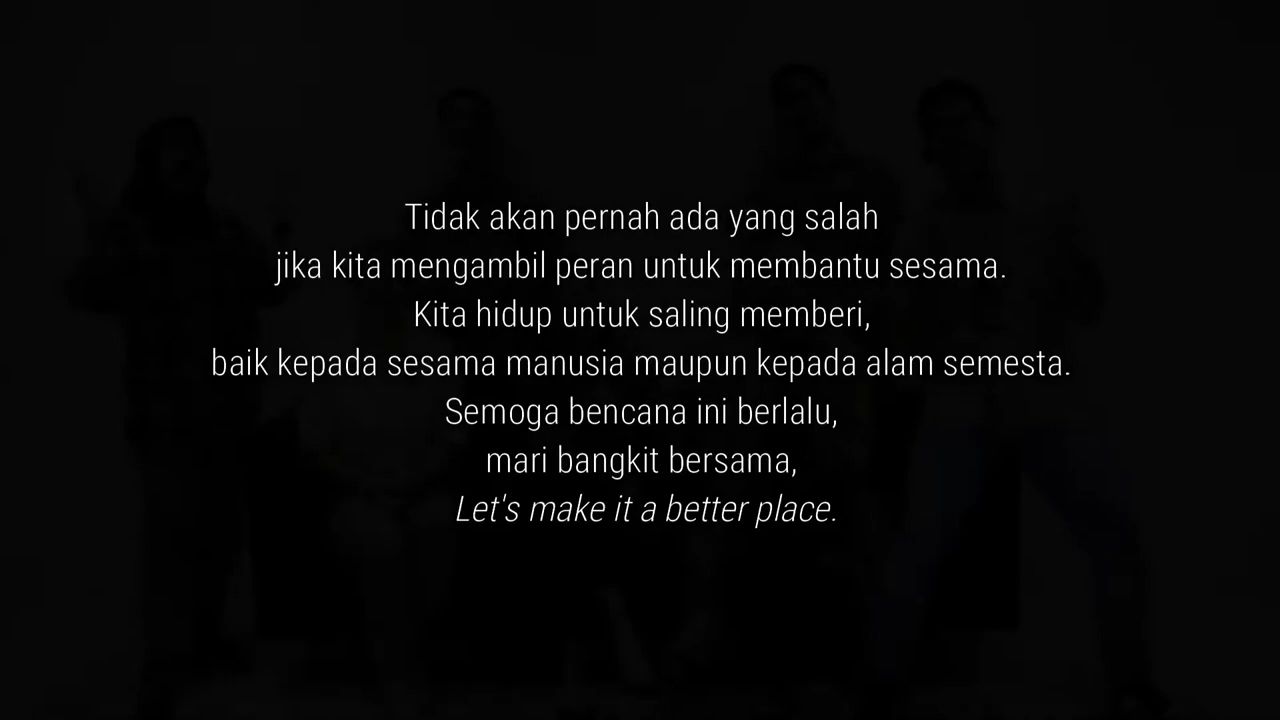 Tidak akan pernah ada yang salah
jika kita mengambil peran untuk membantu sesama.
Kita hidup untuk saling memberi,
baik kepada sesama manusia maupun kepada alam semesta.
Semoga bencana ini berlalu,
mari bangkit bersama,
Let's make it a better place.